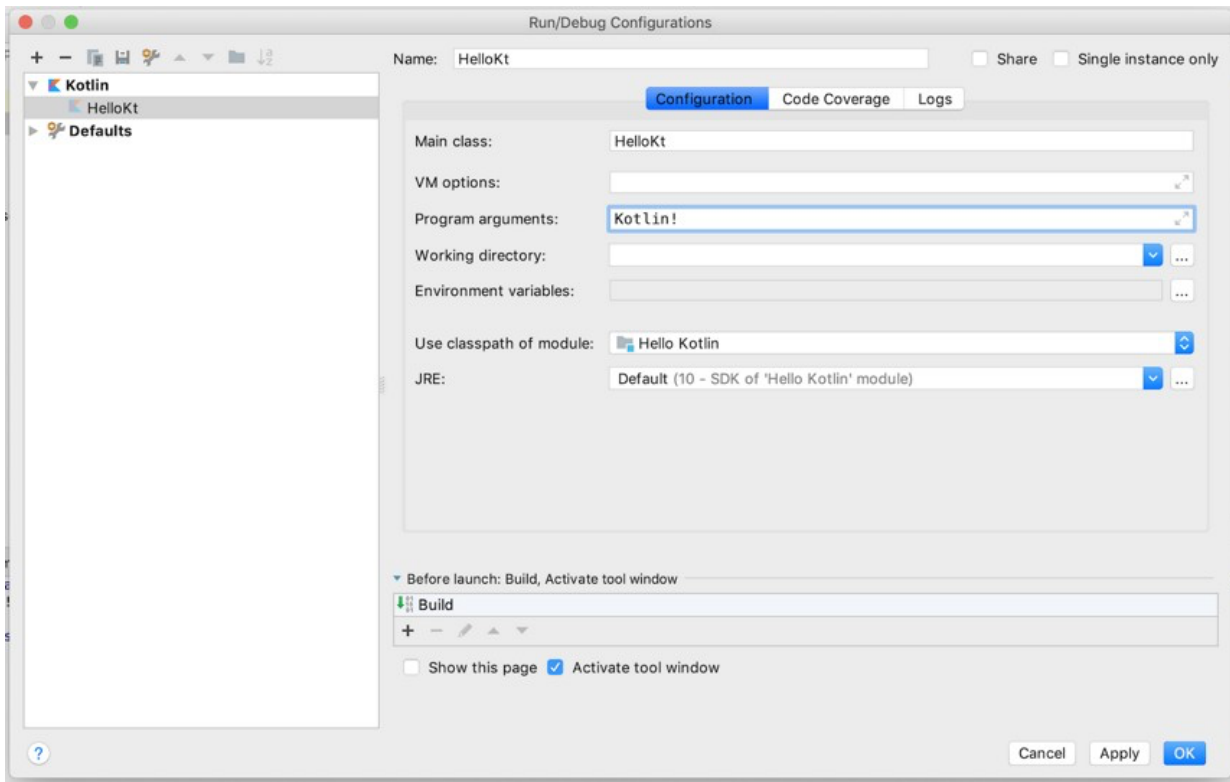 Run/Debug Configurations
Name: HelloKt Share Single instance only
Kotlin
HelloKt
Defaults
Configuration Code Coverage Logs
Main class: HelloKt
VM options:
Program arguments: Kotlin!
Working directory:
Environment variables:
Use classpath of module: Hello Kotlin
JRE: Default (10 - SDK of 'Hello Kotlin' module)
Before launch: Build, Activate tool window
Build
Show this page Activate tool window
? Cancel Apply OK